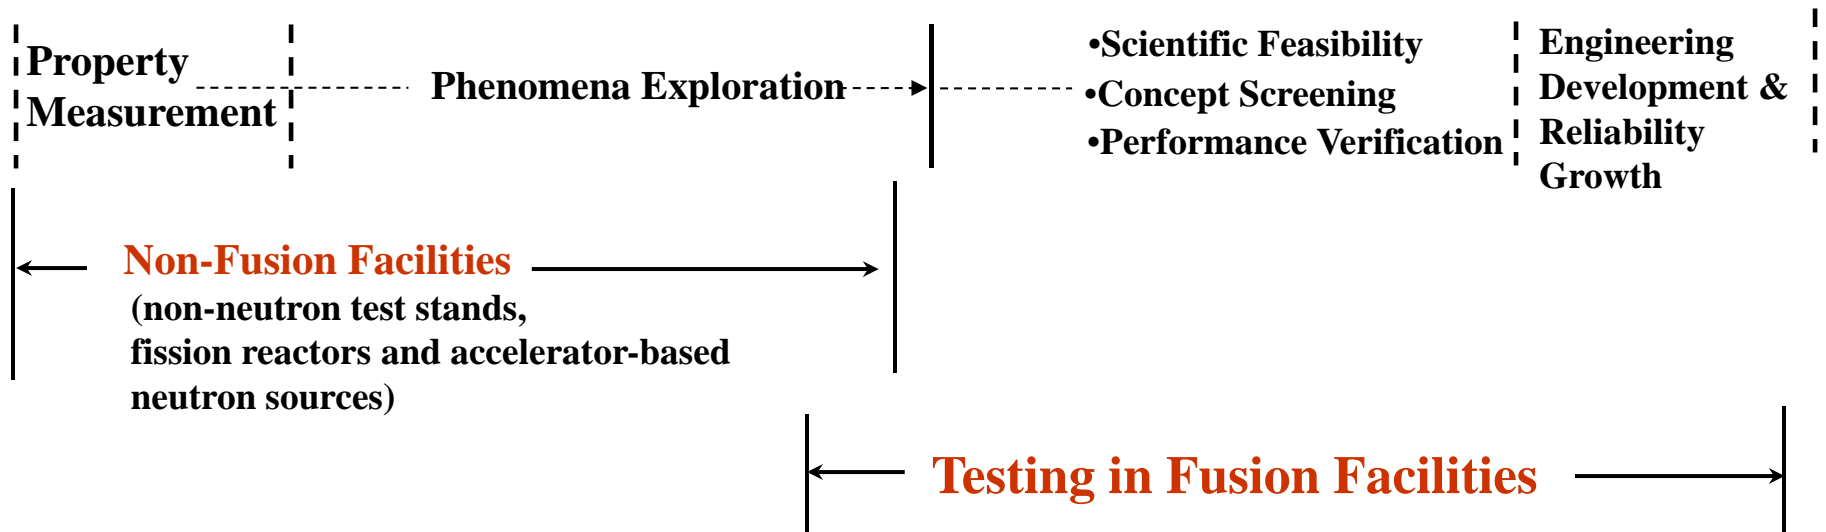 Property
Measurement
Phenomena Exploration
•Scientific Feasibility
•Concept Screening
•Performance Verification
Engineering
Development &
Reliability
Growth
Non-Fusion Facilities
(non-neutron test stands,
fission reactors and accelerator-based
neutron sources)
Testing in Fusion Facilities